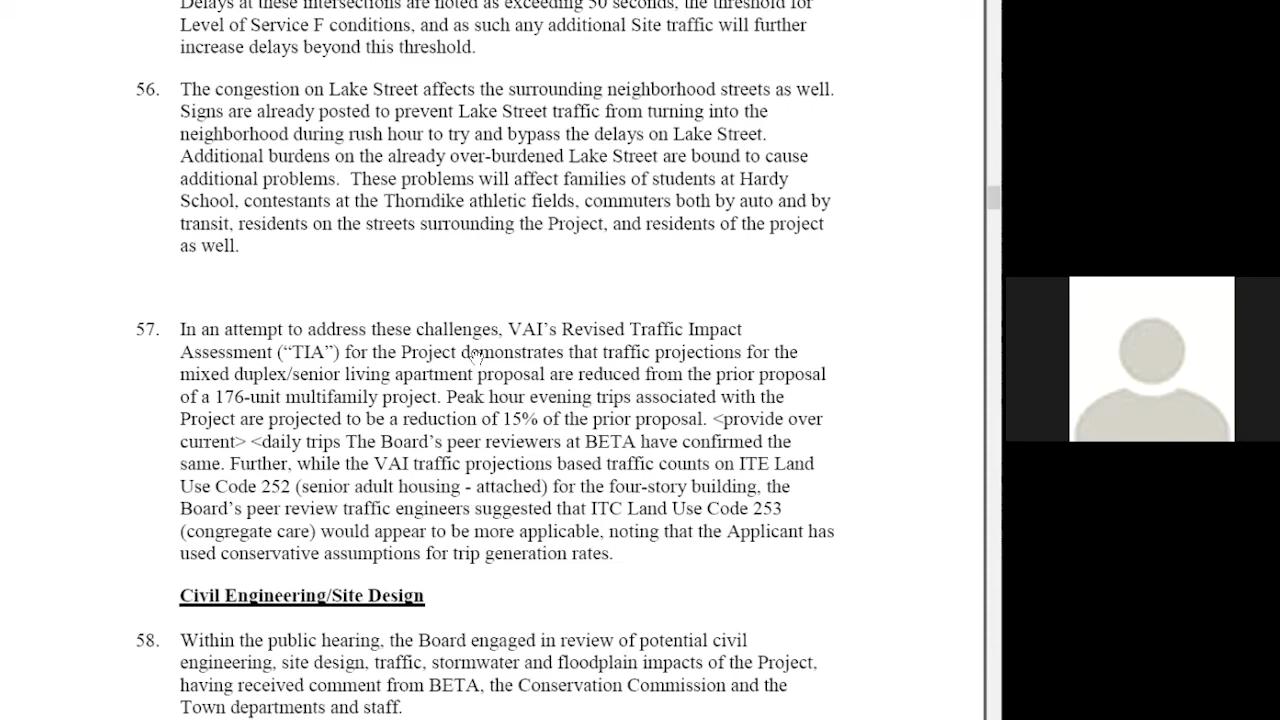 Delays at these intersections are noted as exceeding 50 seconds, the threshold for
Level of Service F conditions, and as such any additional Site traffic will further
increase delays beyond this threshold.
56. The congestion on Lake Street affects the surrounding neighborhood streets as well.
Signs are already posted to prevent Lake Street traffic from turning into the
neighborhood during rush hour to try and bypass the delays on Lake Street.
Additional burdens on the already over-burdened Lake Street are bound to cause
additional problems.  These problems will affect families of students at Hardy
School, contestants at the Thorndike athletic fields, commuters both by auto and by
transit, residents on the streets surrounding the Project, and residents of the project
as well.
57. In an attempt to address these challenges, VAI's Revised Traffic Impact
Assessment ("TIA") for the Project demonstrates that traffic projections for the
mixed duplex/senior living apartment proposal are reduced from the prior proposal
of a 176-unit multifamily project. Peak hour evening trips associated with the
Project are projected to be a reduction of 15% of the prior proposal. <provide over
current> <daily trips The Board's peer reviewers at BETA have confirmed the
same. Further, while the VAI traffic projections based traffic counts on ITE Land
Use Code 252 (senior adult housing - attached) for the four-story building, the
Board's peer review traffic engineers suggested that ITC Land Use Code 253
(congregate care) would appear to be more applicable, noting that the Applicant has
used conservative assumptions for trip generation rates.
Civil Engineering/Site Design
58. Within the public hearing, the Board engaged in review of potential civil
engineering, site design, traffic, stormwater and floodplain impacts of the Project,
having received comment from BETA, the Conservation Commission and the
Town departments and staff.